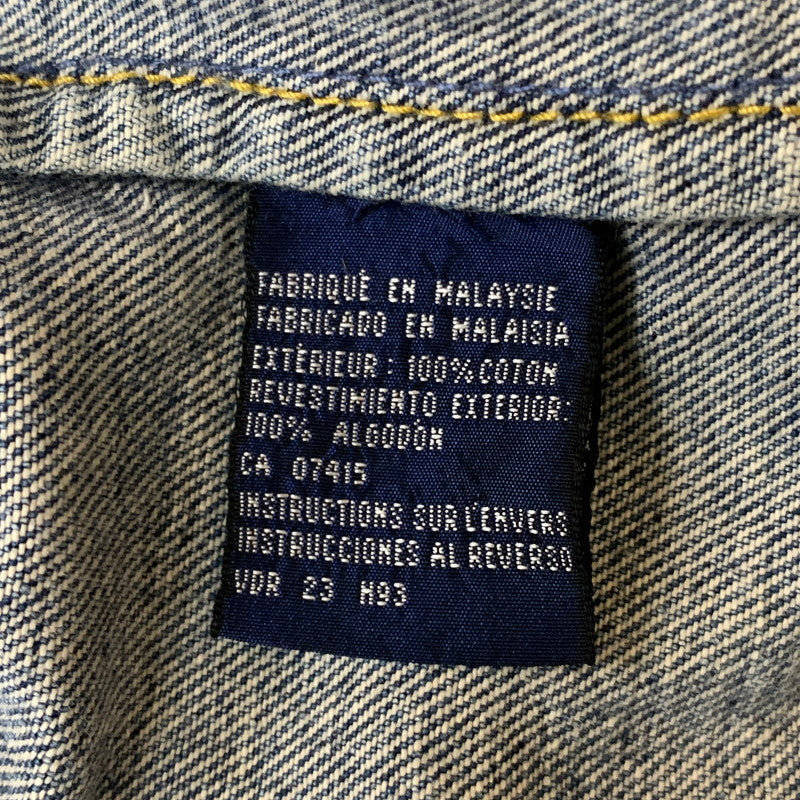 FABRIQUÉ EN MALAYSIE
FABRICADO EN MALAISIA
EXTÉRIEUR: 100% COTON
REVESTIMIENTO EXTERIOR:
100% ALGODÓN
CA 07415
INSTRUCTIONS SUR L'ENVERS
INSTRUCCIONES AL REVERSO
VDR 23 H93